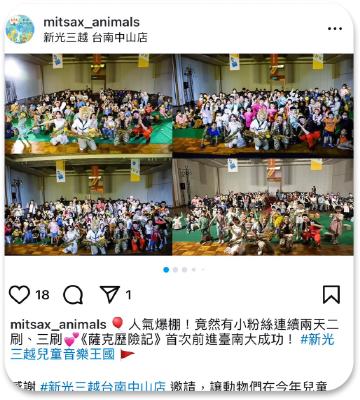 mitsax_animals
新光三越 台南中山店
18
1
mitsax_animals 🎈 人氣爆棚！竟然有小粉絲連續兩天二
刷、三刷💕《薩克歷險記》首次前進臺南大成功！ #新光
三越兒童音樂王國 🚩
感謝 #新光三越台南中山店 邀請，讓動物們在今年兒童